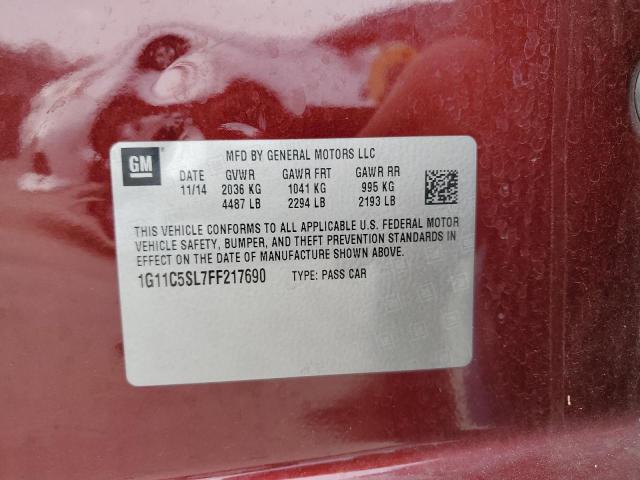 GM
MFD BY GENERAL MOTORS LLC
DATE GVWR GAWR FRT GAWR RR
11/14 2036 KG 1041 KG 995 KG
4487 LB 2294 LB 2193 LB
THIS VEHICLE CONFORMS TO ALL APPLICABLE U.S. FEDERAL MOTOR
VEHICLE SAFETY, BUMPER, AND THEFT PREVENTION STANDARDS IN
EFFECT ON THE DATE OF MANUFACTURE SHOWN ABOVE.
1G11C5SL7FF217690 TYPE: PASS CAR